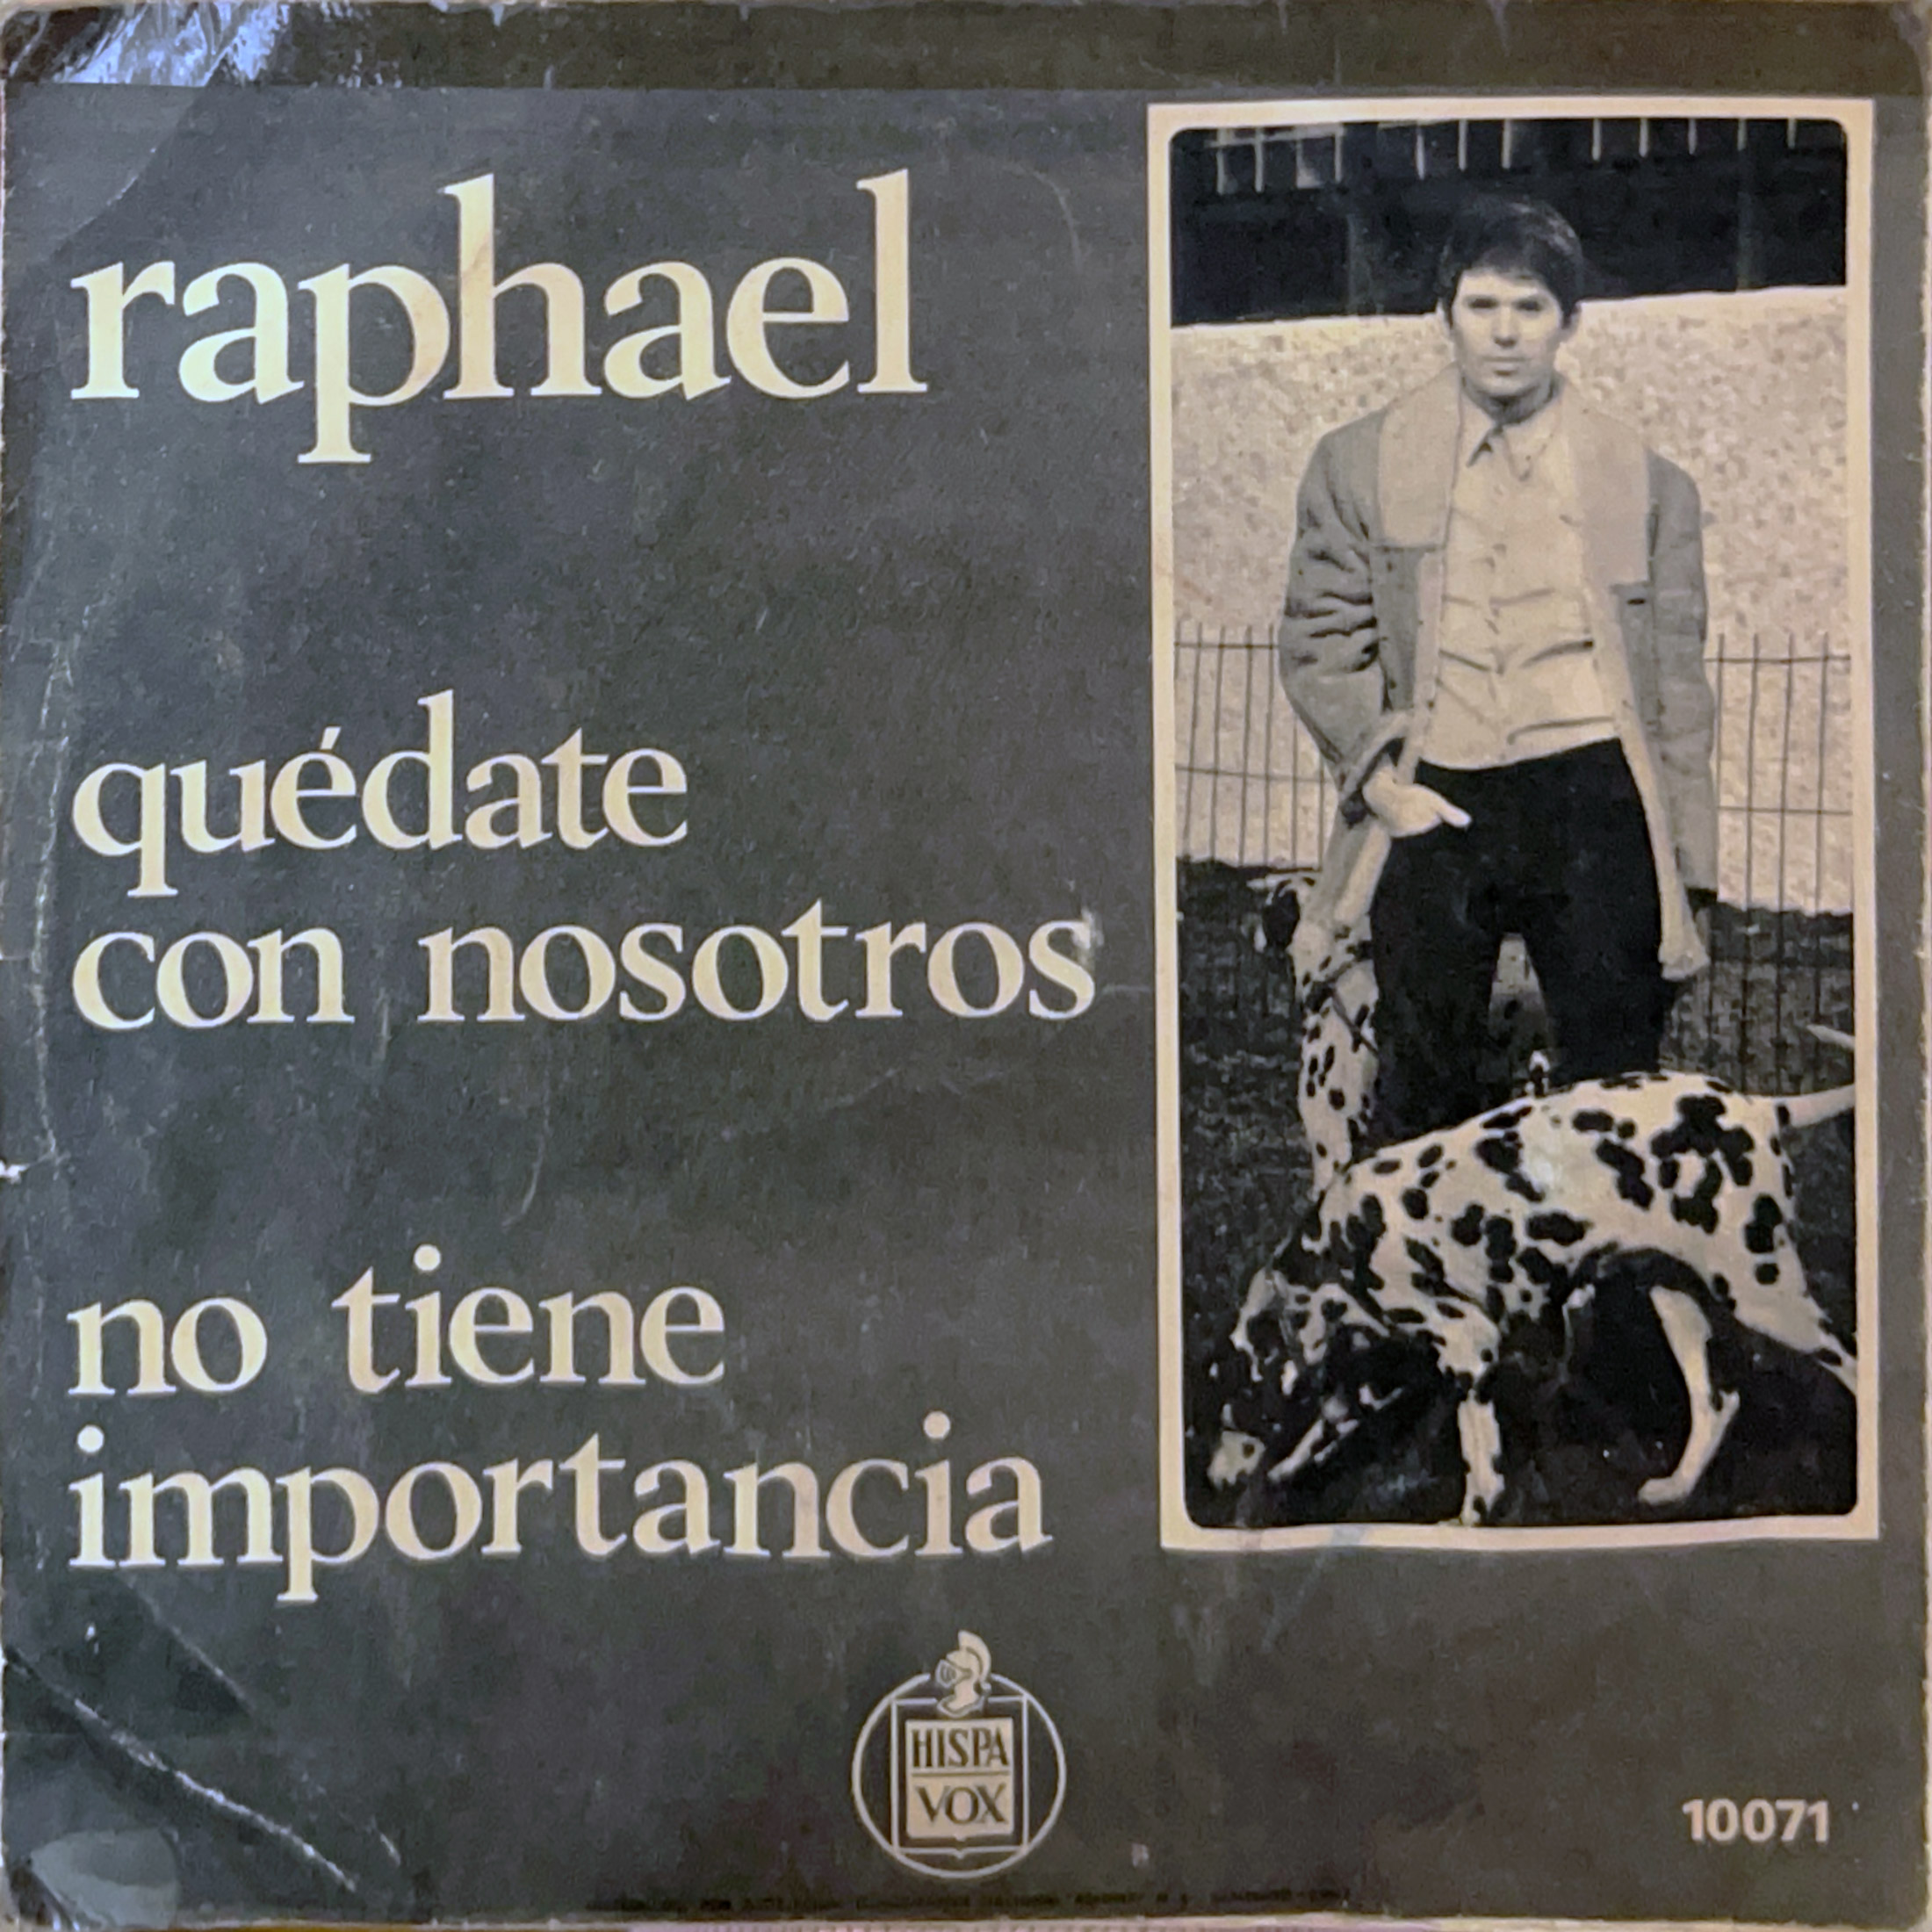 raphael
quédate
con nosotros
no tiene
importancia
HISPA
VOX
10071